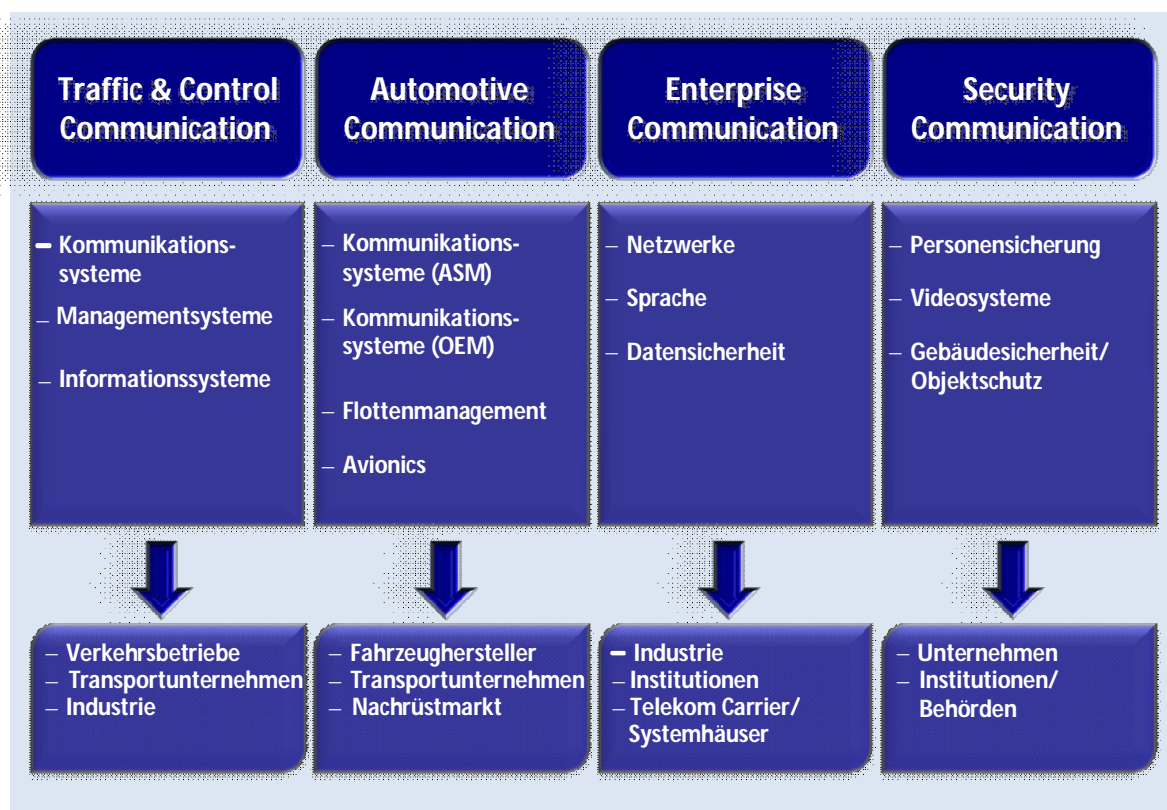 Traffic & Control
Communication
Automotive
Communication
Enterprise
Communication
Security
Communication
– Kommunikations-
systeme
– Managementsysteme
– Informationssysteme
– Kommunikations-
systeme (ASM)
– Kommunikations-
systeme (OEM)
– Flottenmanagement
– Avionics
– Netzwerke
– Sprache
– Datensicherheit
– Personensicherung
– Videosysteme
– Gebäudesicherheit/
Objektschutz
– Verkehrsbetriebe
– Transportunternehmen
– Industrie
– Fahrzeughersteller
– Transportunternehmen
– Nachrüstmarkt
– Industrie
– Institutionen
– Telekom Carrier/
Systemhäuser
– Unternehmen
– Institutionen/
Behörden